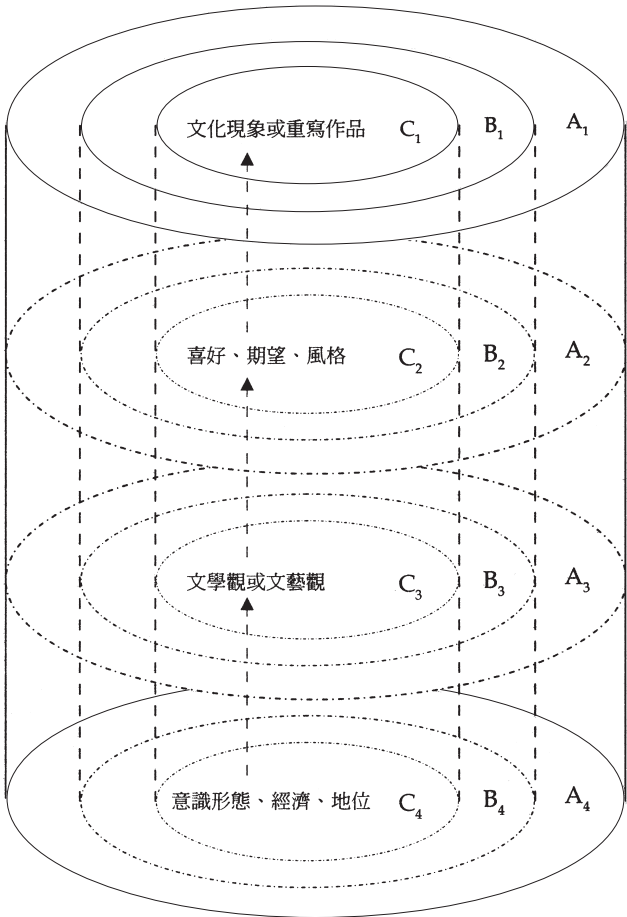 文化現象或重寫作品 C₁ B₁ A₁
喜好、期望、風格 C₂ B₂ A₂
文學觀或文藝觀 C₃ B₃ A₃
意識形態、經濟、地位 C₄ B₄ A₄